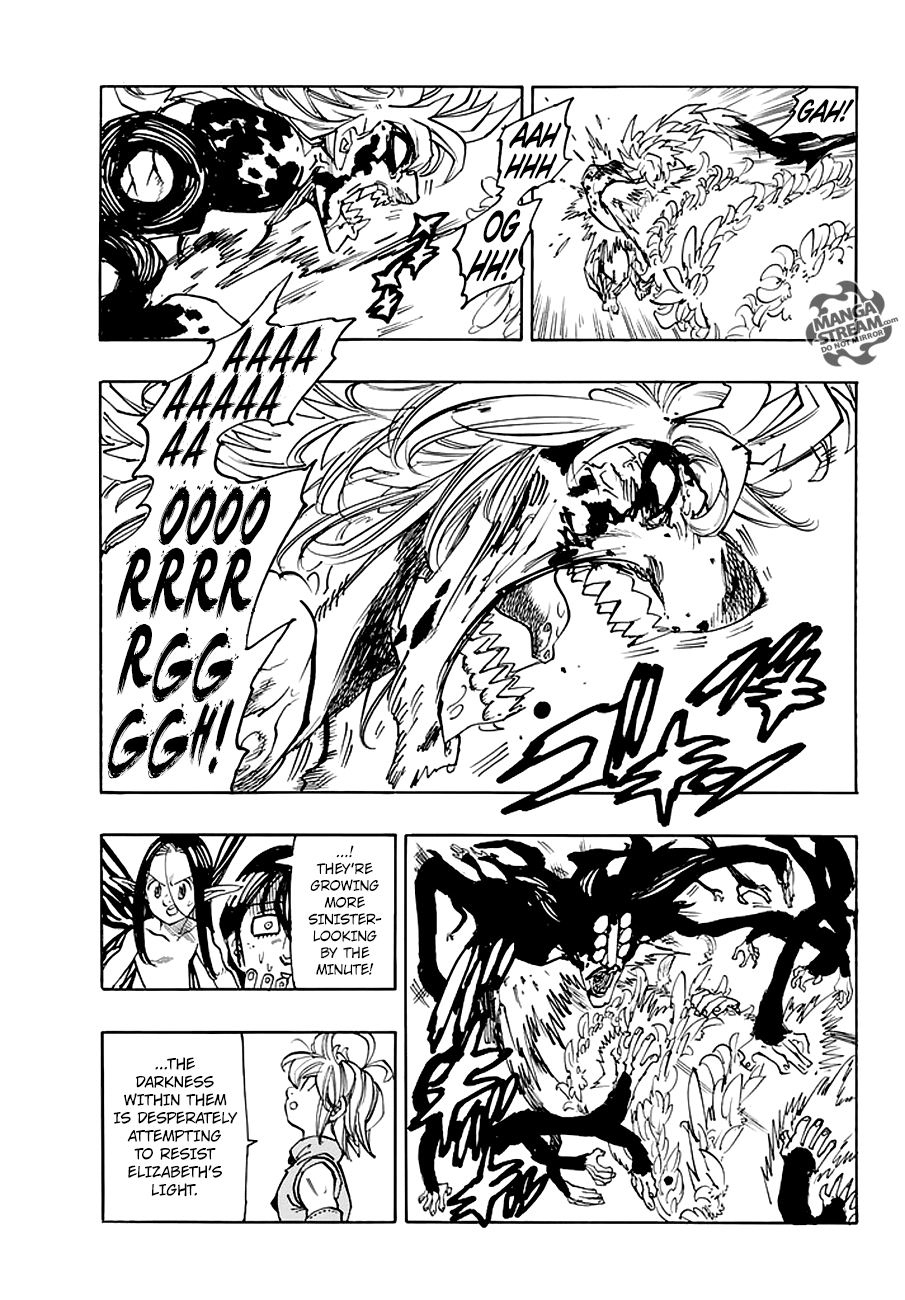 GAH!
AAH
HHH
OG
HH!
MANGA
STREAM.com
DO NOT MIRROR
AAAA
AAAAA
AA
OOOO
RRRR
RGG
GGH!
...!
THEY'RE
GROWING
MORE
SINISTER-
LOOKING
BY THE
MINUTE!
...THE
DARKNESS
WITHIN THEM
IS DESPERATELY
ATTEMPTING
TO RESIST
ELIZABETH'S
LIGHT.